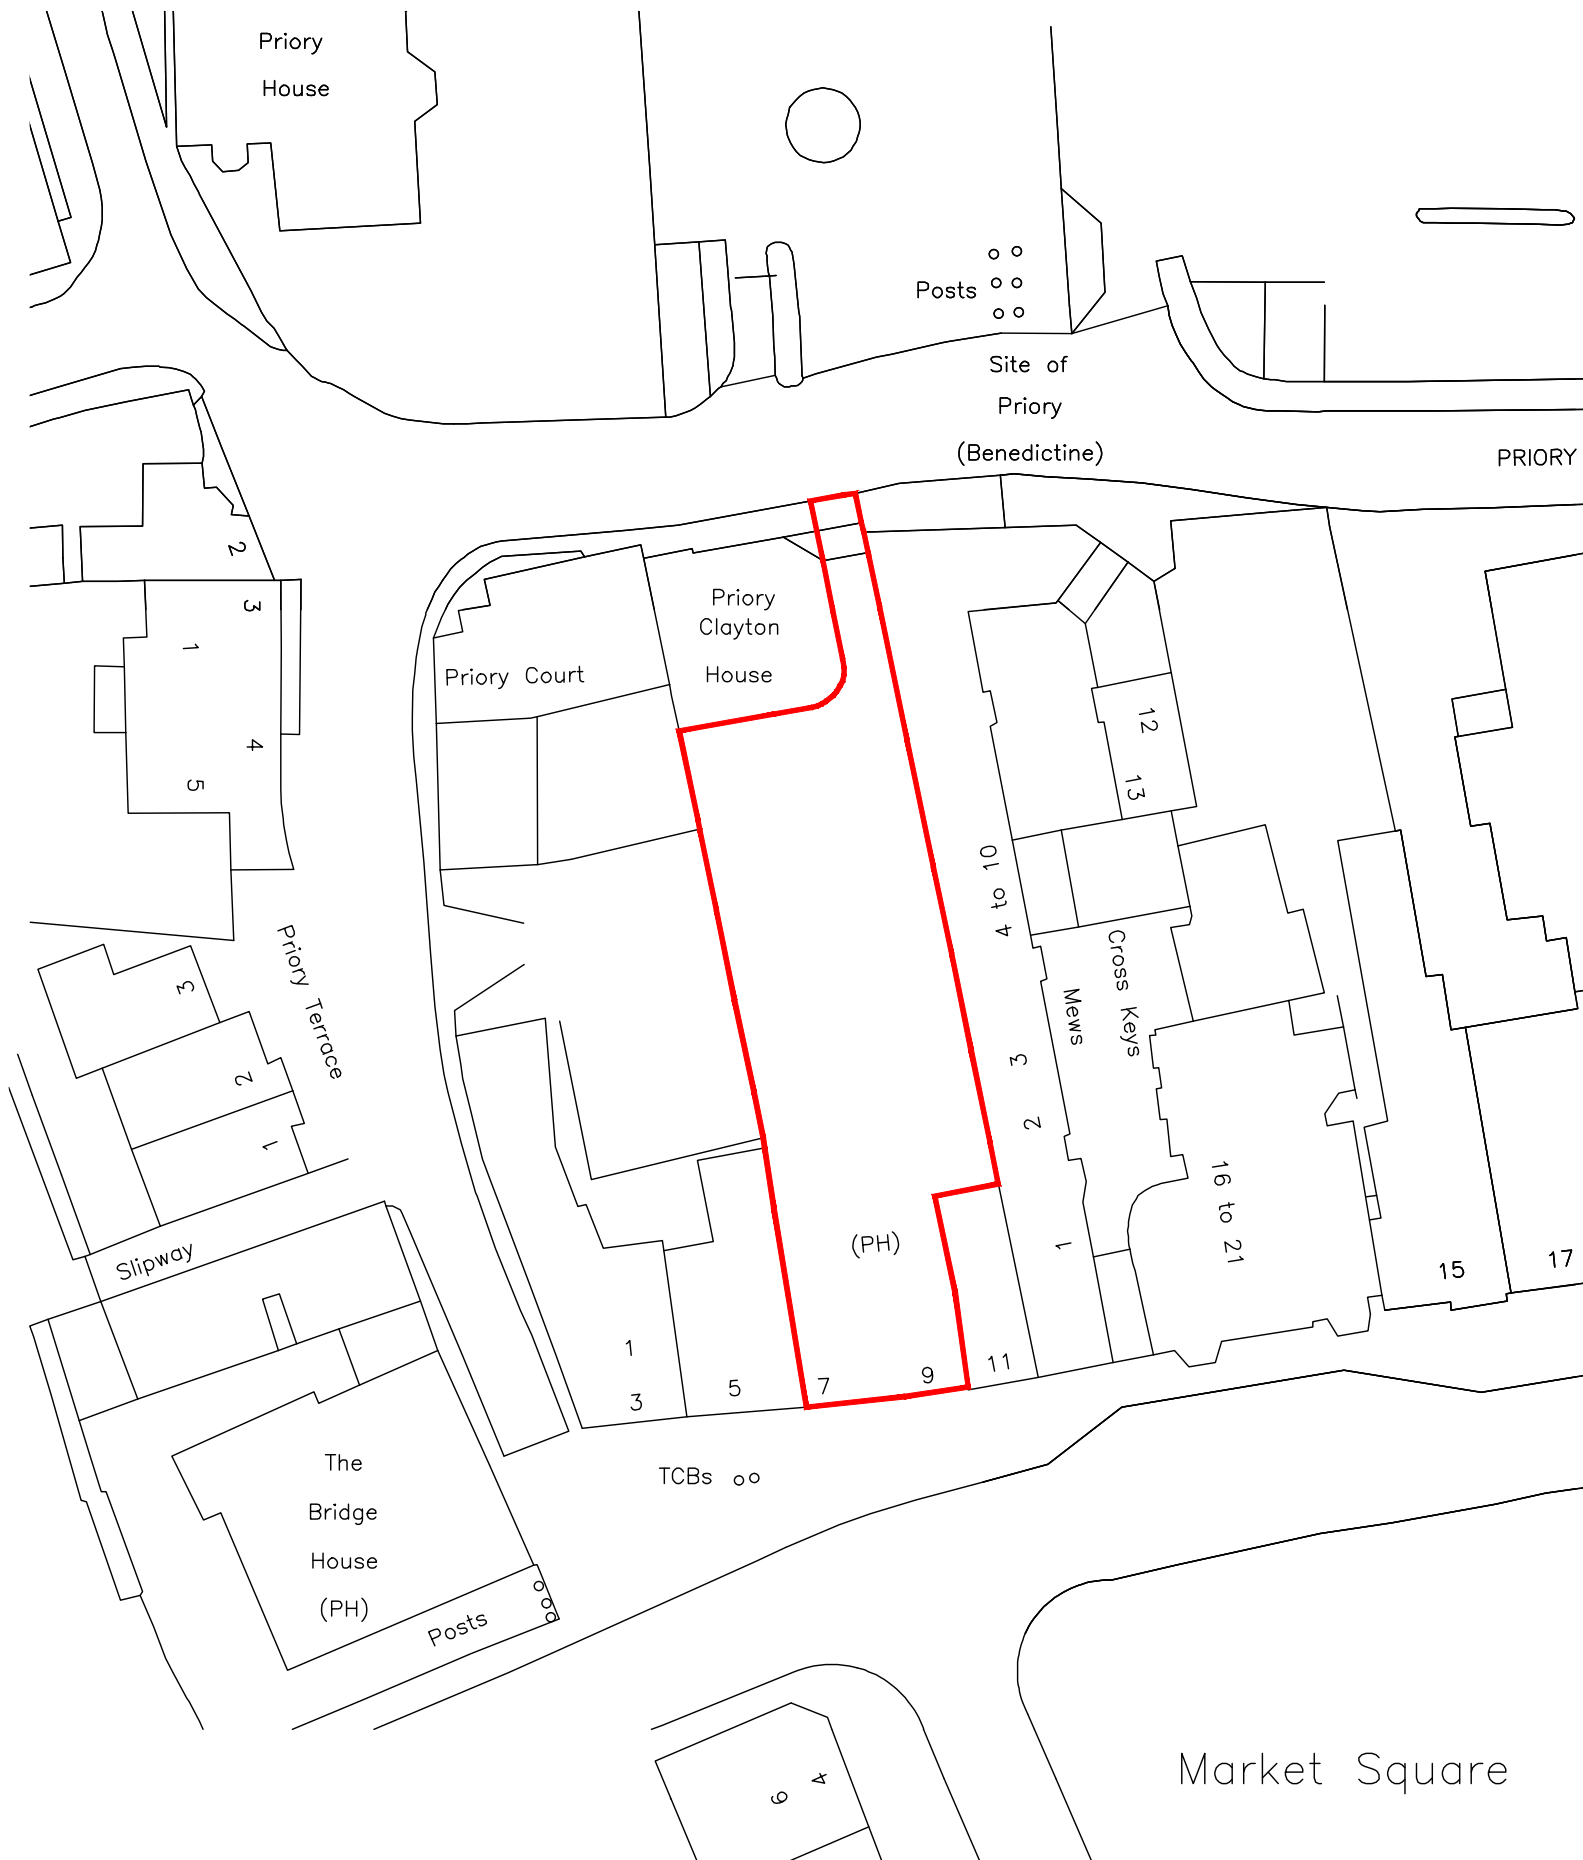 Priory
House
Posts
Site of
Priory
(Benedictine)
PRIORY
2
3
1
4
5
Priory
Clayton
House
Priory Court
12
13
4 to 10
Cross Keys
Mews
3
2
1
16 to 21
15
17
Priory Terrace
3
2
1
Slipway
(PH)
1
3
5
7
9
11
TCBs
The
Bridge
House
(PH)
Posts
4
6
Market Square